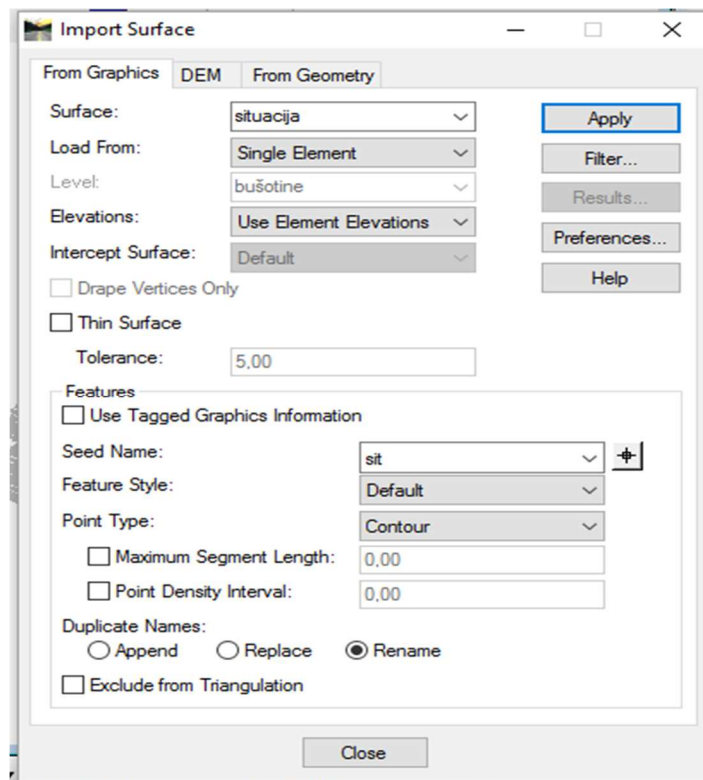 Import Surface
From Graphics DEM From Geometry
Surface: situacija Apply
Load From: Single Element Filter...
Level: bušotine Results...
Elevations: Use Element Elevations Preferences...
Intercept Surface: Default Help
Drape Vertices Only
Thin Surface
Tolerance: 5,00
Features
Use Tagged Graphics Information
Seed Name: sit
Feature Style: Default
Point Type: Contour
Maximum Segment Length: 0,00
Point Density Interval: 0,00
Duplicate Names:
Append Replace Rename
Exclude from Triangulation
Close